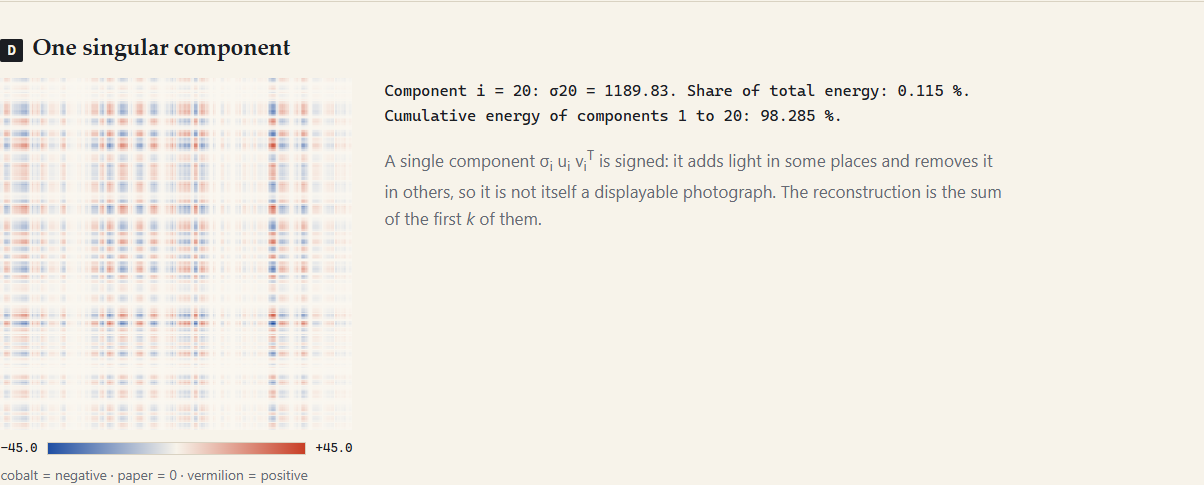 D One singular component
Component i = 20: σ20 = 1189.83. Share of total energy: 0.115 %.
Cumulative energy of components 1 to 20: 98.285 %.
A single component σi ui viT is signed: it adds light in some places and removes it
in others, so it is not itself a displayable photograph. The reconstruction is the sum
of the first k of them.
−45.0 +45.0
cobalt = negative · paper = 0 · vermilion = positive